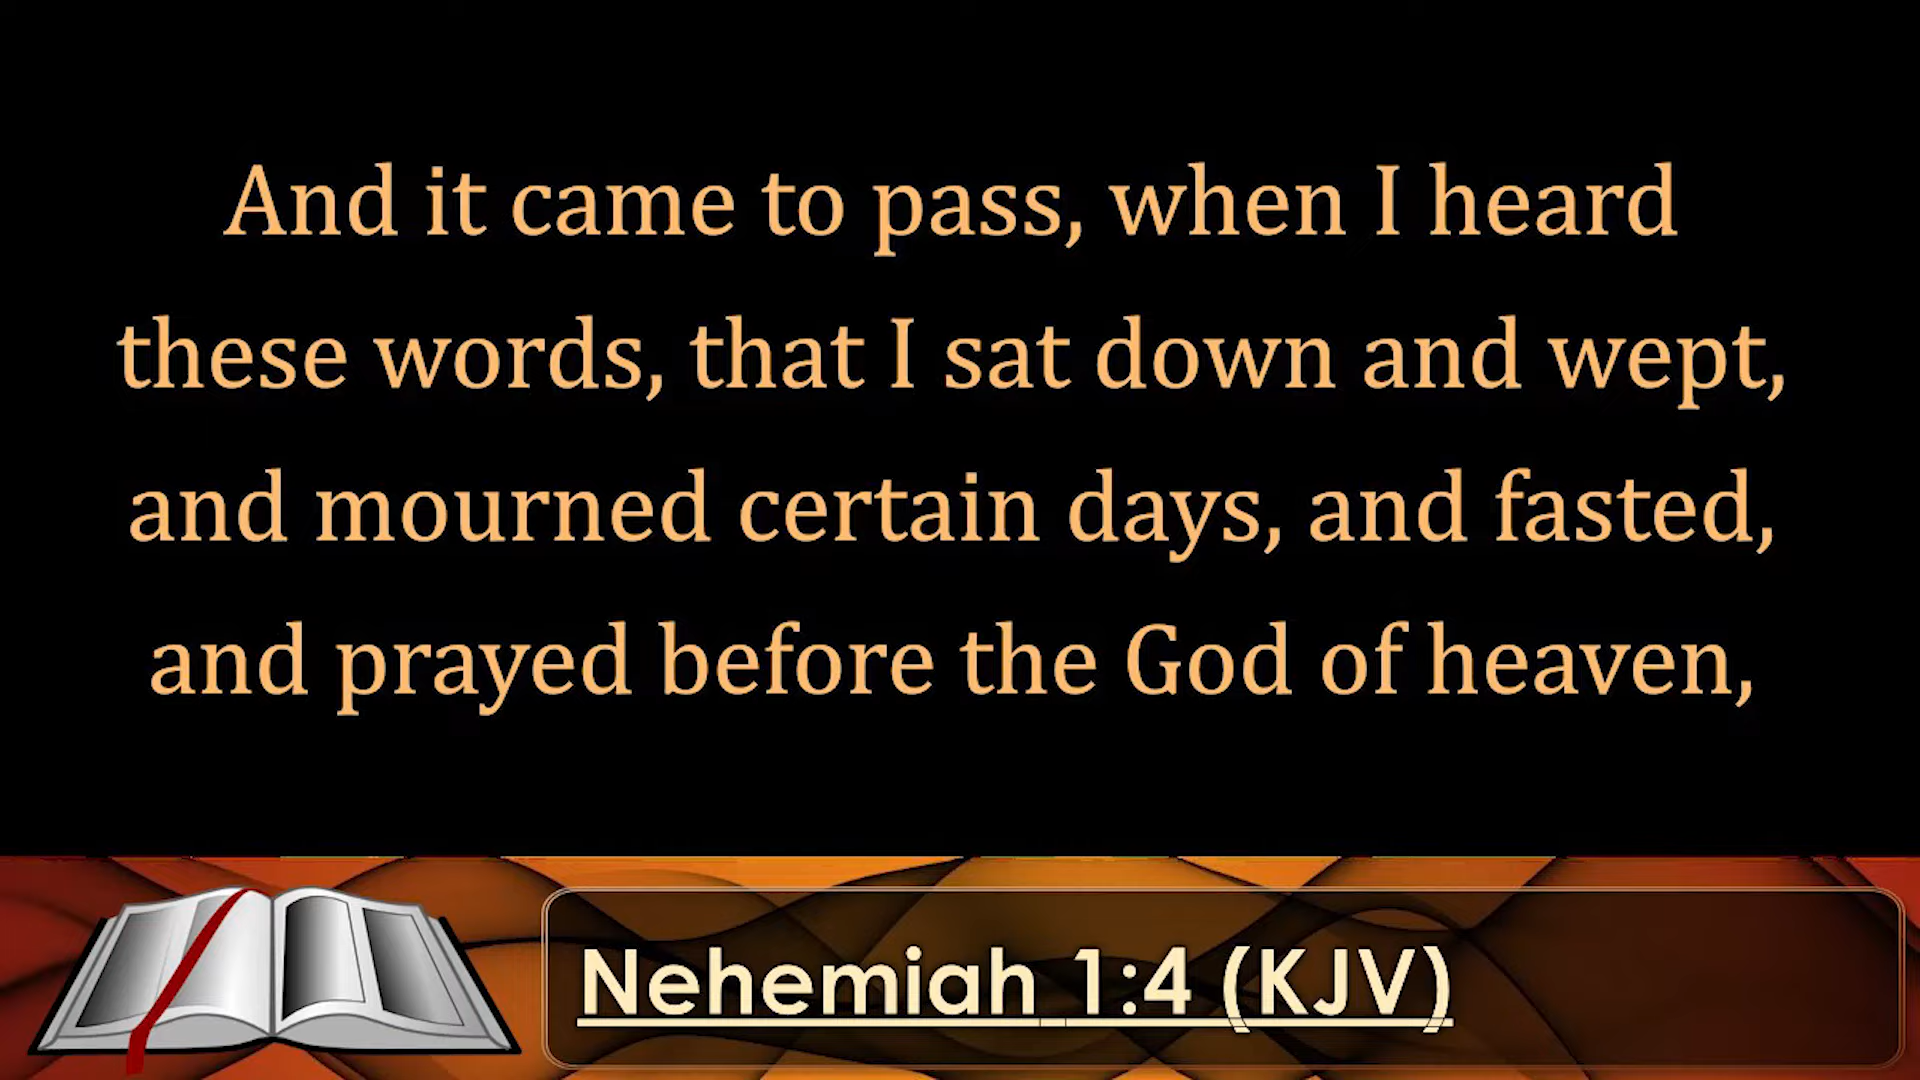 And it came to pass, when I heard
these words, that I sat down and wept,
and mourned certain days, and fasted,
and prayed before the God of heaven,
Nehemiah 1:4 (KJV)